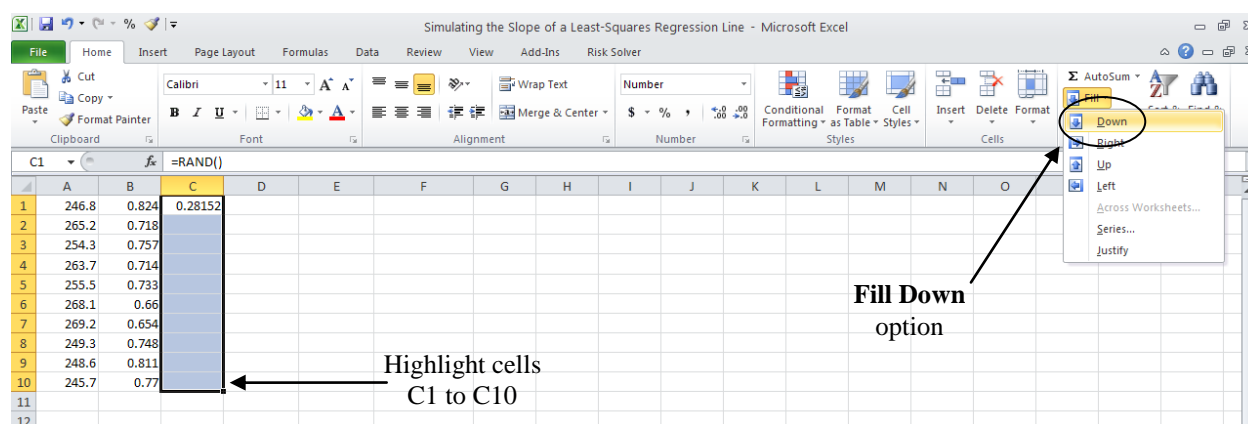 Simulating the Slope of a Least-Squares Regression Line - Microsoft Excel
File Home Insert Page Layout Formulas Data Review View Add-Ins Risk Solver
Cut
Copy
Format Painter
Paste
Clipboard
Calibri 11
B I U
Font
Wrap Text
Merge & Center
Alignment
Number
$ % ,
Number
Conditional Formatting
Format as Table
Cell Styles
Styles
Insert Delete Format
Cells
Σ AutoSum
Fill
Down
Right
Up
Left
Across Worksheets...
Series...
Justify
C1 fx =RAND()
A B C D E F G H I J K L M N O
1 246.8 0.824 0.28152
2 265.2 0.718
3 254.3 0.757
4 263.7 0.714
5 255.5 0.733
6 268.1 0.66
7 269.2 0.654
8 249.3 0.748
9 248.6 0.811
10 245.7 0.77
11
12
Fill Down
option
Highlight cells
C1 to C10